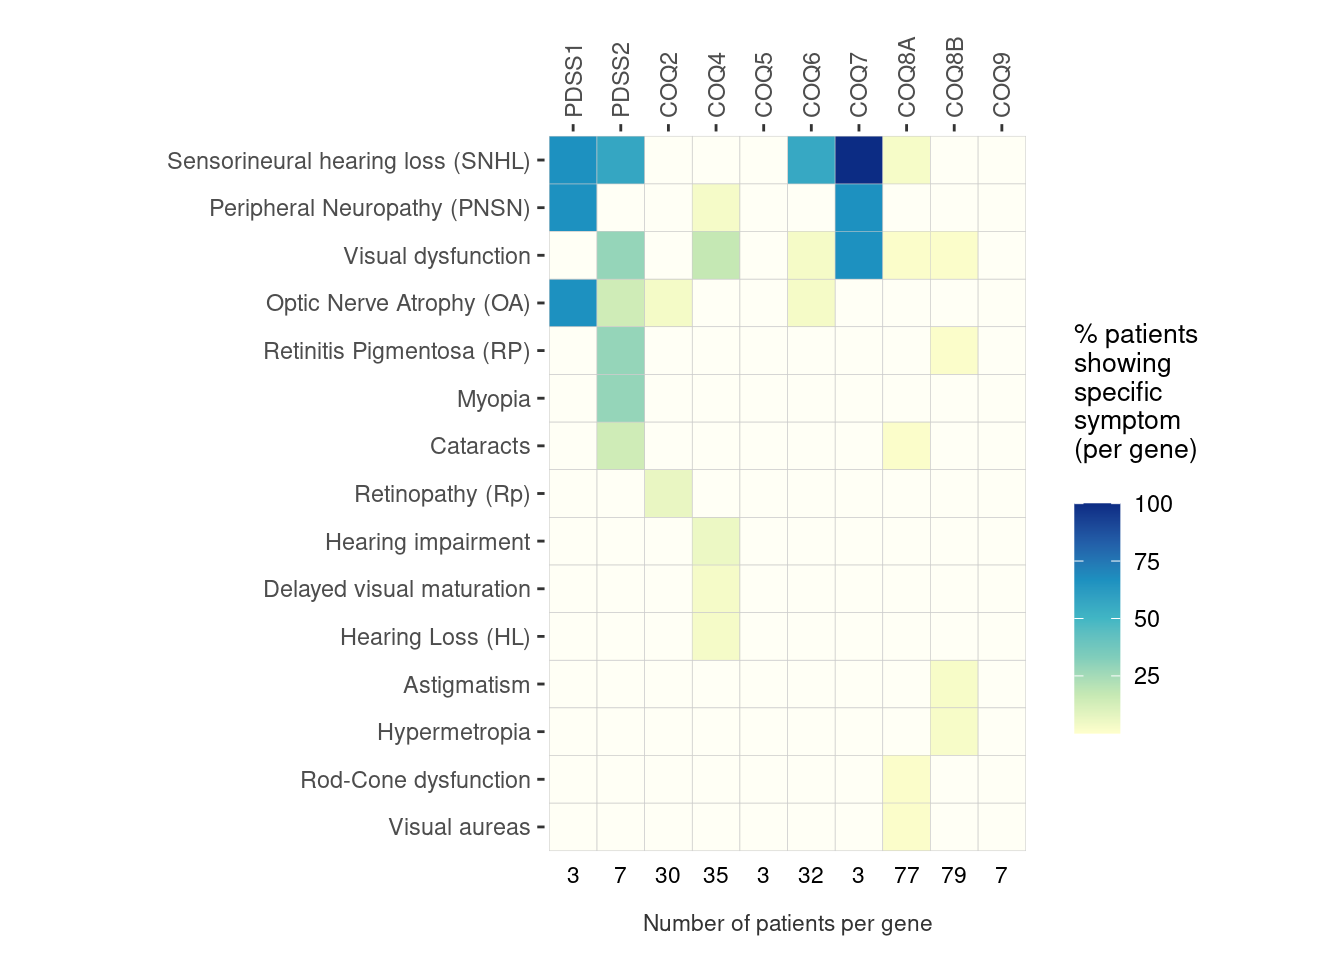 PDSS1 PDSS2 COQ2 COQ4 COQ5 COQ6 COQ7 COQ8A COQ8B COQ9
Sensorineural hearing loss (SNHL)
Peripheral Neuropathy (PNSN)
Visual dysfunction
Optic Nerve Atrophy (OA)
Retinitis Pigmentosa (RP)
Myopia
Cataracts
Retinopathy (Rp)
Hearing impairment
Delayed visual maturation
Hearing Loss (HL)
Astigmatism
Hypermetropia
Rod-Cone dysfunction
Visual aureas
3 7 30 35 3 32 3 77 79 7
Number of patients per gene
% patients
showing
specific
symptom
(per gene)
100
75
50
25